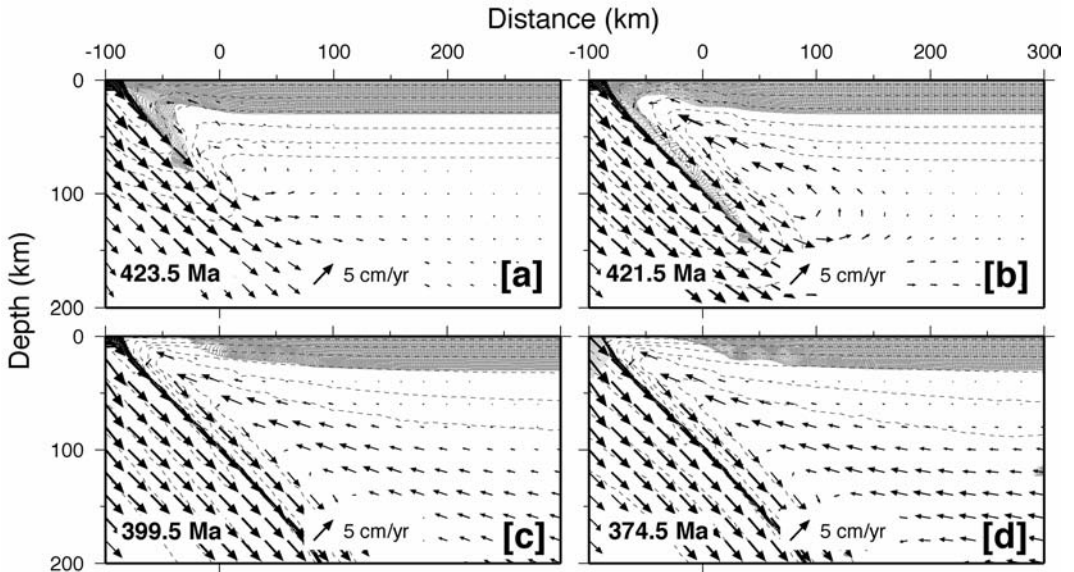 Distance (km)
-100 0 100 200
-100 0 100 200 300
Depth (km)
0
100
200
423.5 Ma
5 cm/yr
[a]
421.5 Ma
5 cm/yr
[b]
0
100
200
399.5 Ma
5 cm/yr
[c]
374.5 Ma
5 cm/yr
[d]